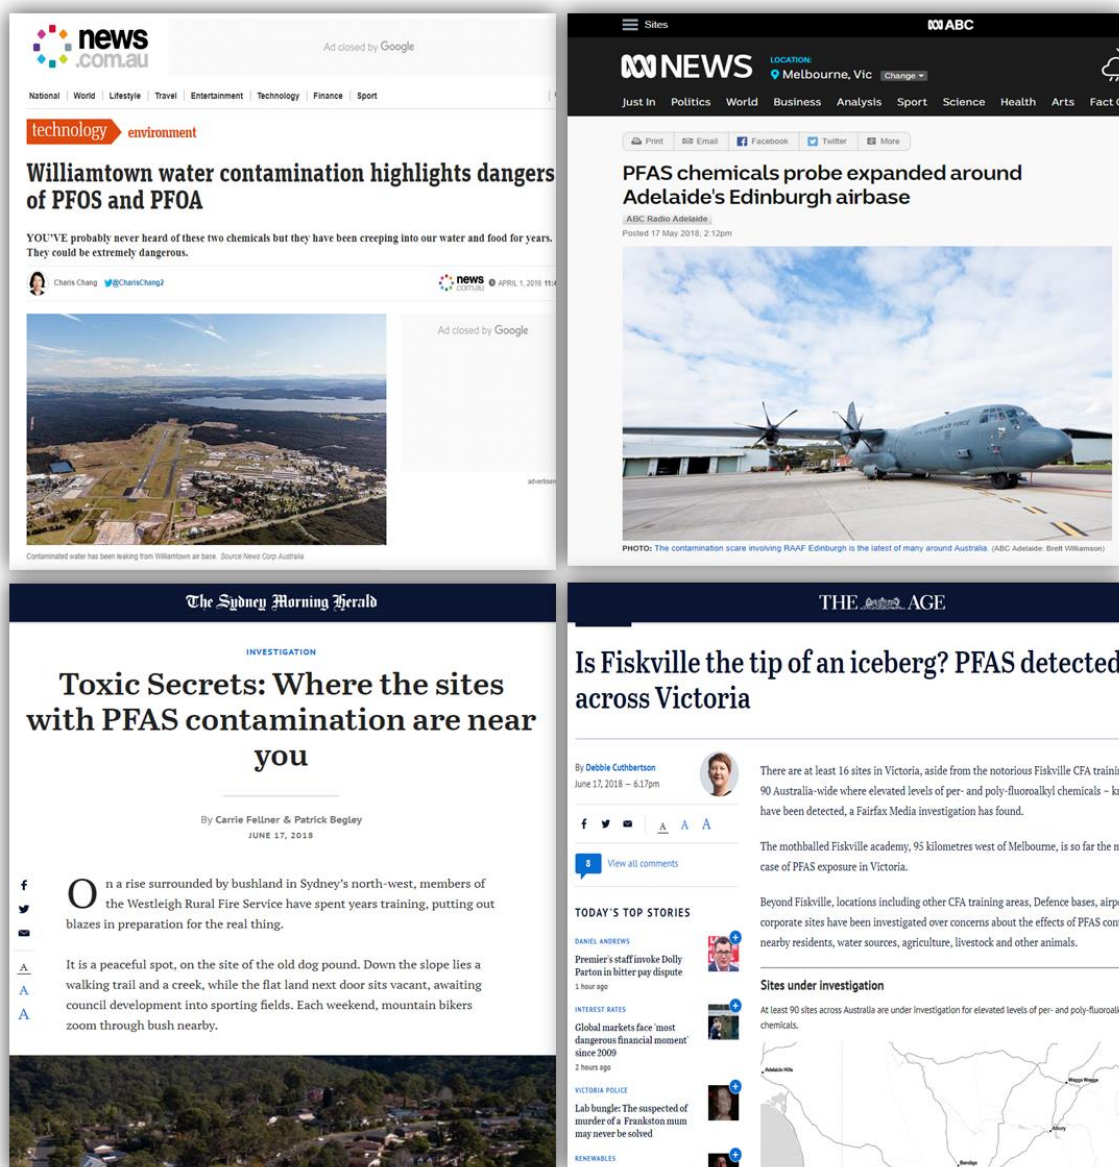 news
.com.au
Ad closed by Google
National World Lifestyle Travel Entertainment Technology Finance Sport
technology environment
Williamtown water contamination highlights dangers
of PFOS and PFOA
YOU'VE probably never heard of these two chemicals but they have been creeping into our water and food for years.
They could be extremely dangerous.
Charis Chang @CharisChang2
news
.com.au
APRIL 1, 2016
Ad closed by Google
Contaminated water has been leaking from Williamtown air base. Source: News Corp Australia
Sites
ABC
NEWS
LOCATION:
Melbourne, Vic Change
Just In Politics World Business Analysis Sport Science Health Arts Fact
Print Email Facebook Twitter More
PFAS chemicals probe expanded around
Adelaide's Edinburgh airbase
ABC Radio Adelaide
Posted 17 May 2018, 2:12pm
PHOTO: The contamination scare involving RAAF Edinburgh is the latest of many around Australia. (ABC Adelaide: Brett Williamson)
The Sydney Morning Herald
INVESTIGATION
Toxic Secrets: Where the sites
with PFAS contamination are near
you
By Carrie Fellner & Patrick Begley
JUNE 17, 2018
On a rise surrounded by bushland in Sydney's north-west, members of
the Westleigh Rural Fire Service have spent years training, putting out
blazes in preparation for the real thing.
A
A
A
It is a peaceful spot, on the site of the old dog pound. Down the slope lies a
walking trail and a creek, while the flat land next door sits vacant, awaiting
council development into sporting fields. Each weekend, mountain bikers
zoom through bush nearby.
THE AGE
Is Fiskville the tip of an iceberg? PFAS detected
across Victoria
By Debbie Cuthbertson
June 17, 2018 — 6.17pm
A A A
8 View all comments
TODAY'S TOP STORIES
DANIEL ANDREWS
Premier's staff invoke Dolly
Parton in bitter pay dispute
1 hour ago
INTEREST RATES
Global markets face 'most
dangerous financial moment'
since 2009
2 hours ago
VICTORIA POLICE
Lab bungle: The suspected of
murder of a Frankston mum
may never be solved
RENEWABLES
There are at least 16 sites in Victoria, aside from the notorious Fiskville CFA
90 Australia-wide where elevated levels of per- and poly-fluoroalkyl chemicals –
have been detected, a Fairfax Media investigation has found.
The mothballed Fiskville academy, 95 kilometres west of Melbourne, is so far the
case of PFAS exposure in Victoria.
Beyond Fiskville, locations including other CFA training areas, Defence bases,
corporate sites have been investigated over concerns about the effects of PFAS
nearby residents, water sources, agriculture, livestock and other animals.
Sites under investigation
At least 90 sites across Australia are under investigation for elevated levels of per- and
chemicals.
Adelaide Hills
Wagga Wagga
Albury
Bendigo